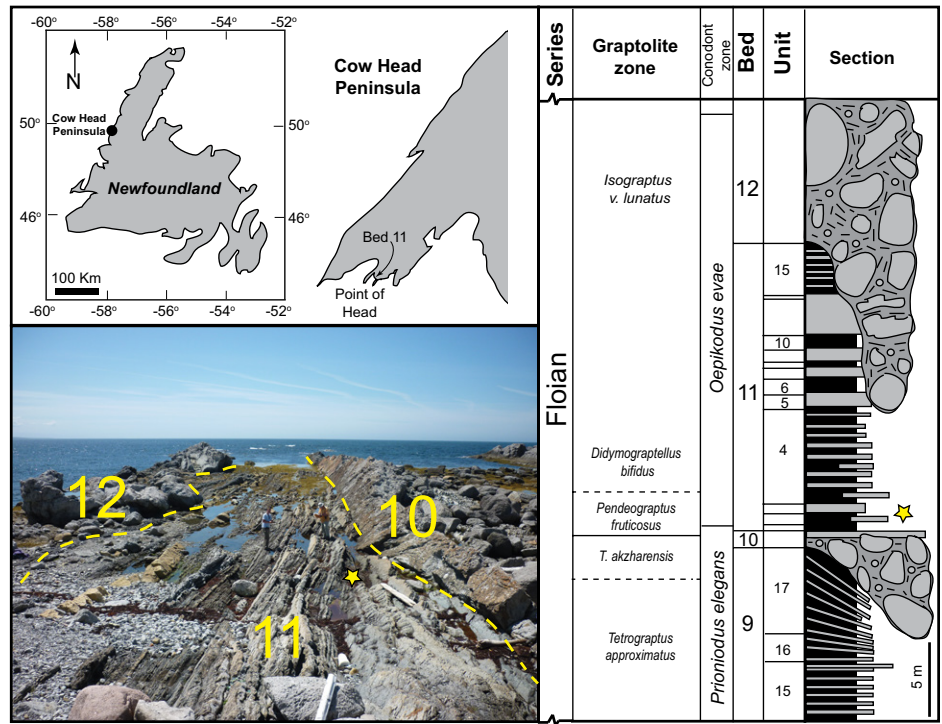 -60°
-58°
-56°
-54°
-52°
N
50°
50°
Cow Head
Peninsula
Newfoundland
46°
46°
100 Km
-60°
-58°
-56°
-54°
-52°
Cow Head
Peninsula
Bed 11
Point of
Head
12
10
11
Series
Graptolite
zone
Conodont
zone
Bed
Unit
Section
Floian
Isograptus
v. lunatus
Didymograptellus
bifidus
Pendeograptus
fruticosus
T. akzharensis
Tetrograptus
approximatus
Oepikodus evae
Prioniodus elegans
12
11
10
9
15
10
6
5
4
17
16
15
5 m